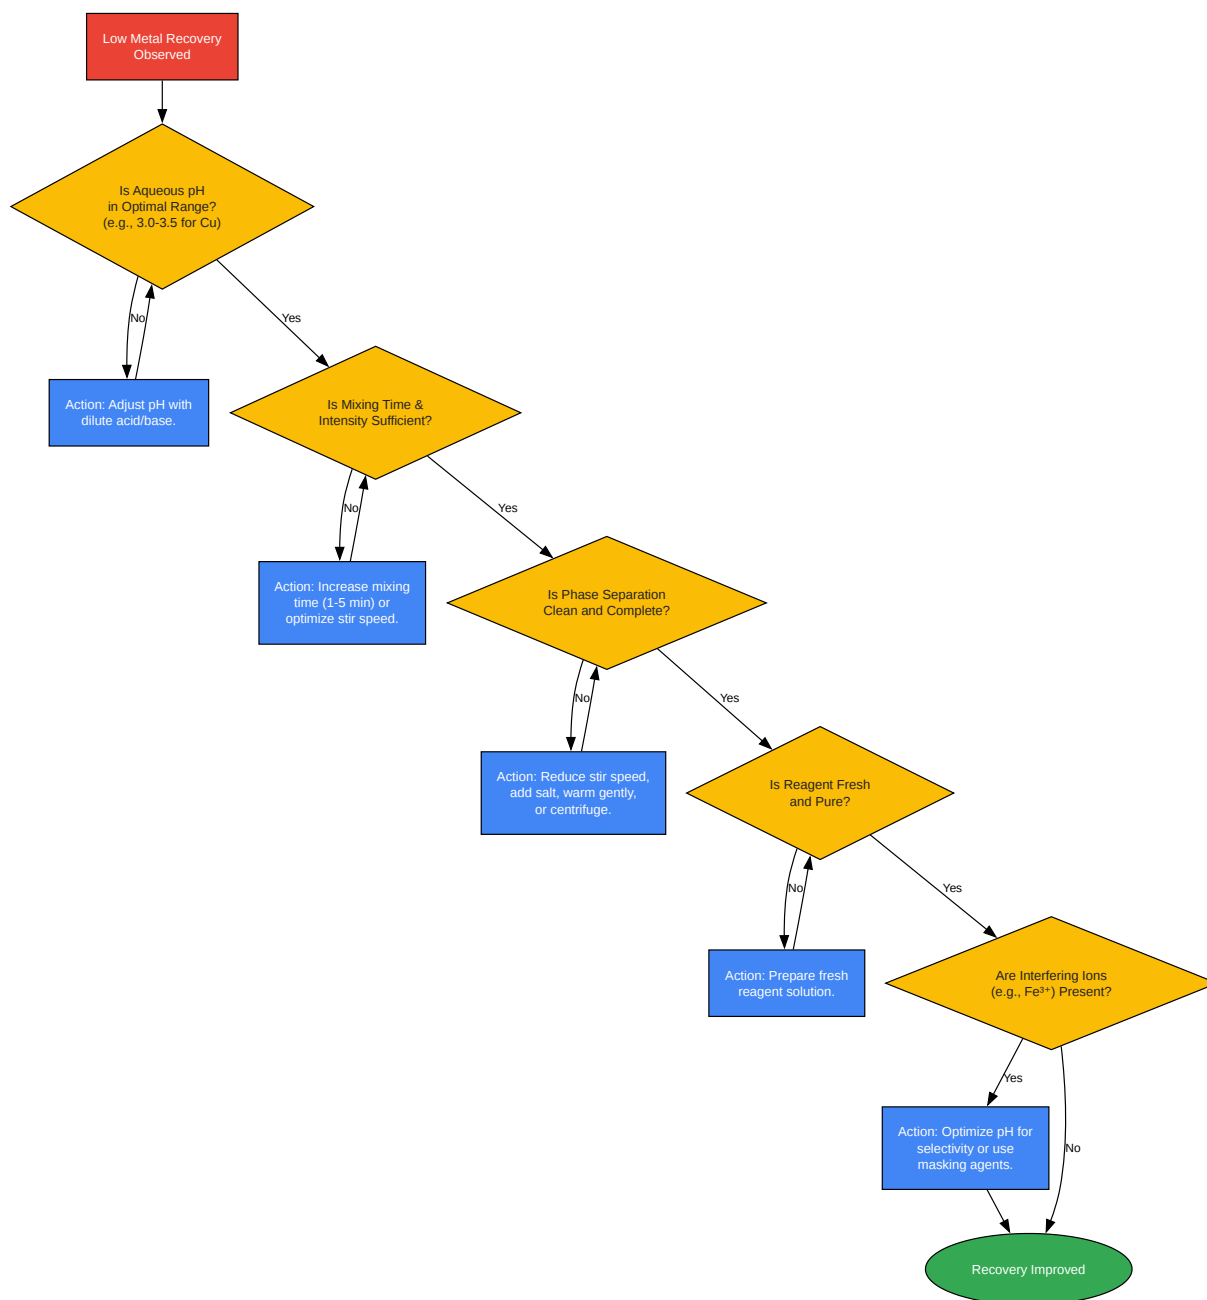 Low Metal Recovery
Observed
Is Aqueous pH
in Optimal Range?
(e.g., 3.0-3.5 for Cu)
No
Yes
Action: Adjust pH with
dilute acid/base.
Is Mixing Time &
Intensity Sufficient?
No
Yes
Action: Increase mixing
time (1-5 min) or
optimize stir speed.
Is Phase Separation
Clean and Complete?
No
Yes
Action: Reduce stir speed,
add salt, warm gently,
or centrifuge.
Is Reagent Fresh
and Pure?
No
Yes
Action: Prepare fresh
reagent solution.
Are Interfering Ions
(e.g., Fe³⁺) Present?
Yes
No
Action: Optimize pH for
selectivity or use
masking agents.
Recovery Improved